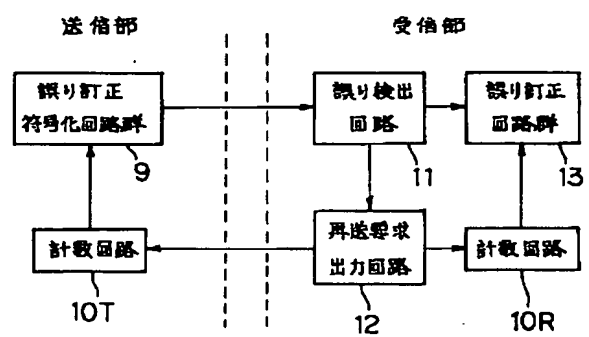 送信部
受信部
誤り訂正
符号化回路群
9
誤り検出
回路
11
誤り訂正
回路群
13
計数回路
10T
再送要求
出力回路
12
計数回路
10R